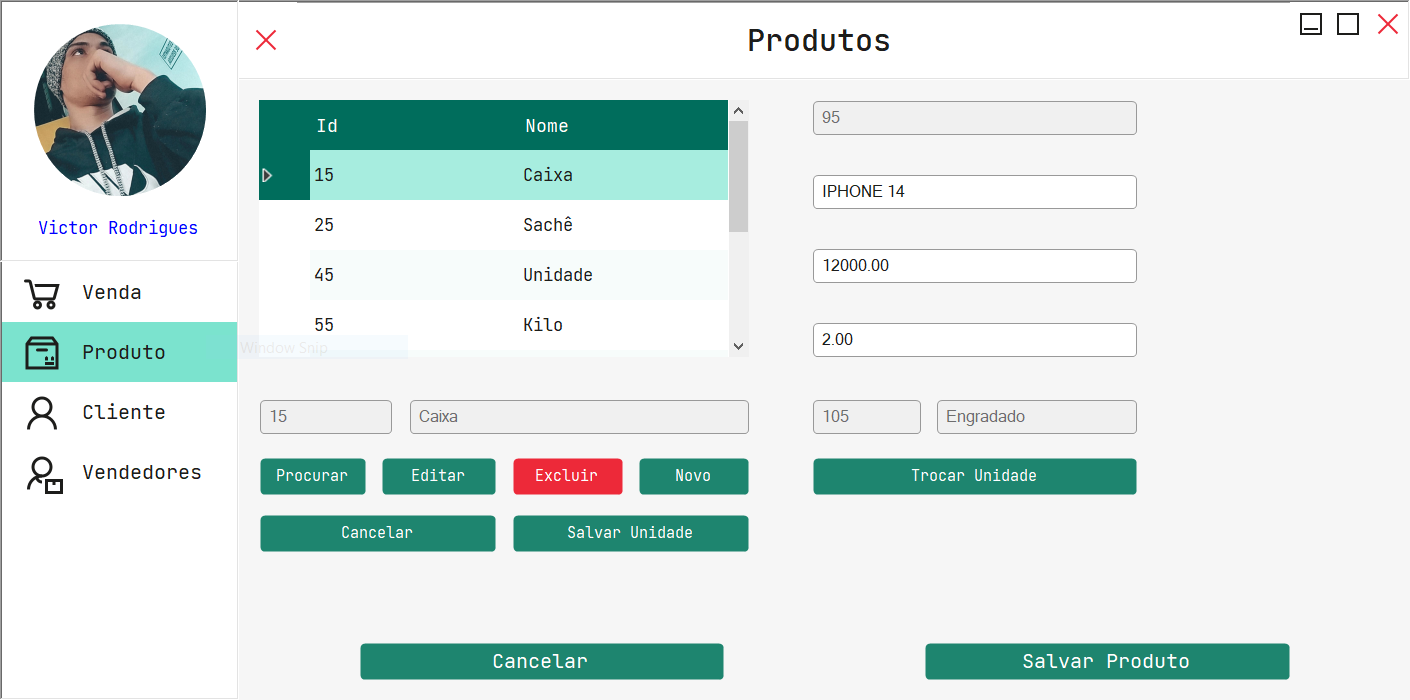 Produtos
Victor Rodrigues
Venda
Produto
Cliente
Vendedores
Id Nome
15 Caixa
25 Sachê
45 Unidade
55 Kilo
Window Snip
15 Caixa
Procurar Editar Excluir Novo
Cancelar Salvar Unidade
95
IPHONE 14
12000.00
2.00
105 Engradado
Trocar Unidade
Cancelar Salvar Produto